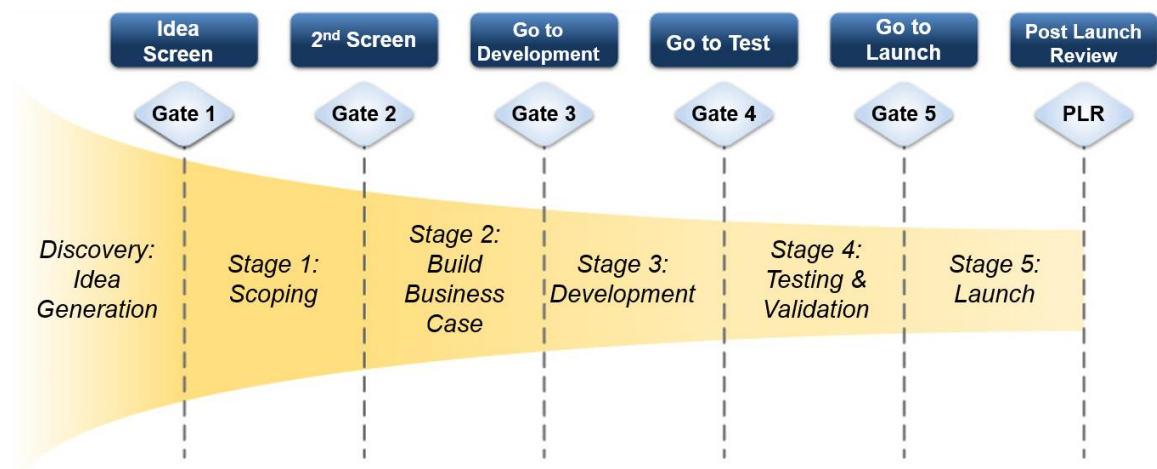 Idea
Screen
2nd Screen
Go to
Development
Go to Test
Go to
Launch
Post Launch
Review
Gate 1
Gate 2
Gate 3
Gate 4
Gate 5
PLR
Discovery:
Idea
Generation
Stage 1:
Scoping
Stage 2:
Build
Business
Case
Stage 3:
Development
Stage 4:
Testing &
Validation
Stage 5:
Launch